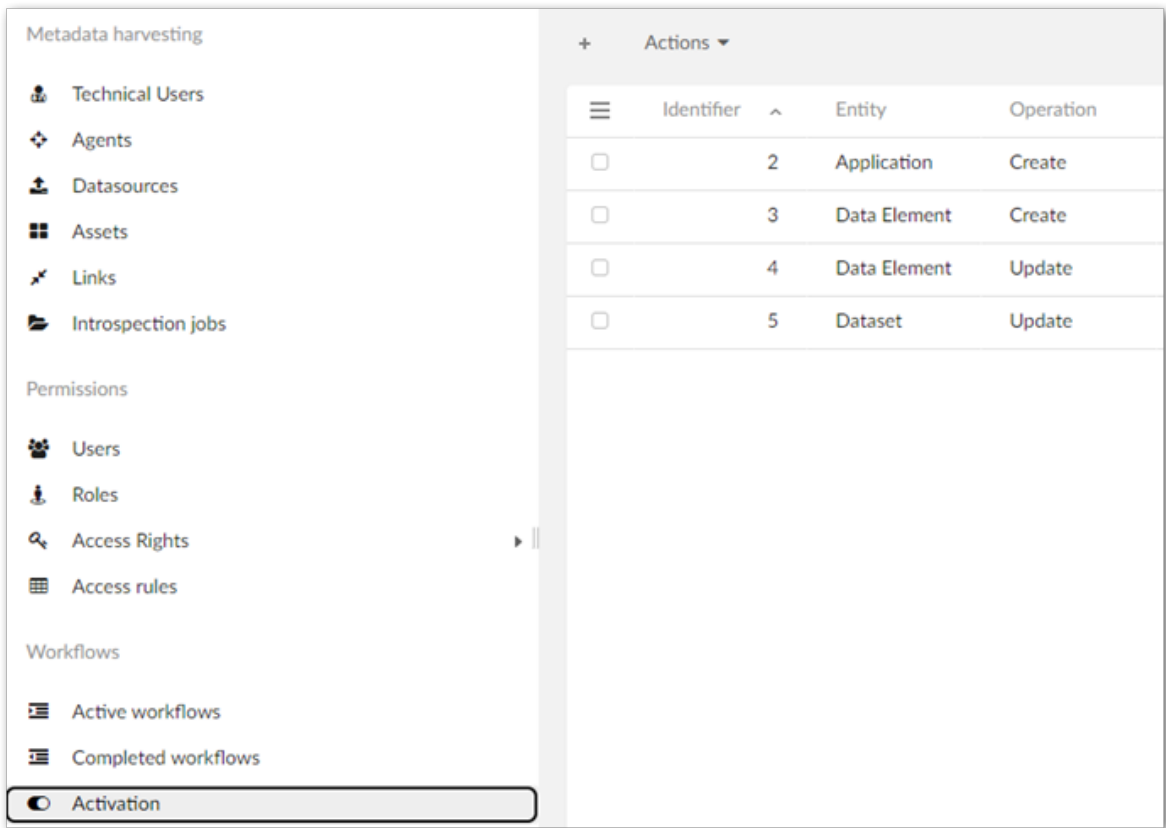 Metadata harvesting
Technical Users
Agents
Datasources
Assets
Links
Introspection jobs
Permissions
Users
Roles
Access Rights
Access rules
Workflows
Active workflows
Completed workflows
Activation
+ Actions
Identifier Entity Operation
2 Application Create
3 Data Element Create
4 Data Element Update
5 Dataset Update